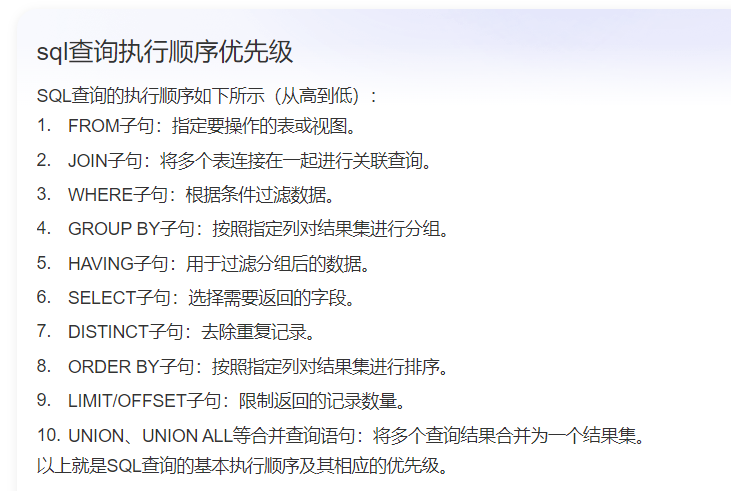 sql查询执行顺序优先级
SQL查询的执行顺序如下所示（从高到低）：
1. FROM子句：指定要操作的表或视图。
2. JOIN子句：将多个表连接在一起进行关联查询。
3. WHERE子句：根据条件过滤数据。
4. GROUP BY子句：按照指定列对结果集进行分组。
5. HAVING子句：用于过滤分组后的数据。
6. SELECT子句：选择需要返回的字段。
7. DISTINCT子句：去除重复记录。
8. ORDER BY子句：按照指定列对结果集进行排序。
9. LIMIT/OFFSET子句：限制返回的记录数量。
10. UNION、UNION ALL等合并查询语句：将多个查询结果合并为一个结果集。
以上就是SQL查询的基本执行顺序及其相应的优先级。